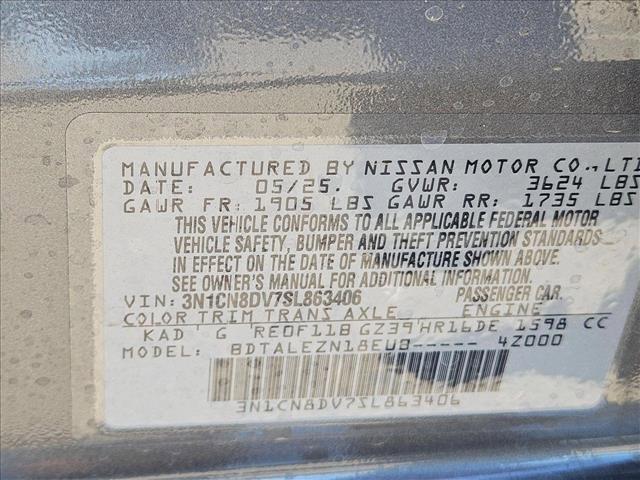 MANUFACTURED BY NISSAN MOTOR CO., LTD
DATE: 05/25. GVWR: 3624 LBS
GAWR FR: 1905 LBS GAWR RR: 1735 LBS
THIS VEHICLE CONFORMS TO ALL APPLICABLE FEDERAL MOTOR
VEHICLE SAFETY, BUMPER AND THEFT PREVENTION STANDARDS
IN EFFECT ON THE DATE OF MANUFACTURE SHOWN ABOVE.
SEE OWNER'S MANUAL FOR ADDITIONAL INFORMATION.
VIN: 3N1CN8DV7SL863406 PASSENGER CAR.
COLOR TRIM TRANS AXLE ENGINE
KAD G RE0F11B GZ39 HR16DE 1598 CC
MODEL: BDTALEZN18EUB----- 4Z000
3N1CN8DV7SL863406